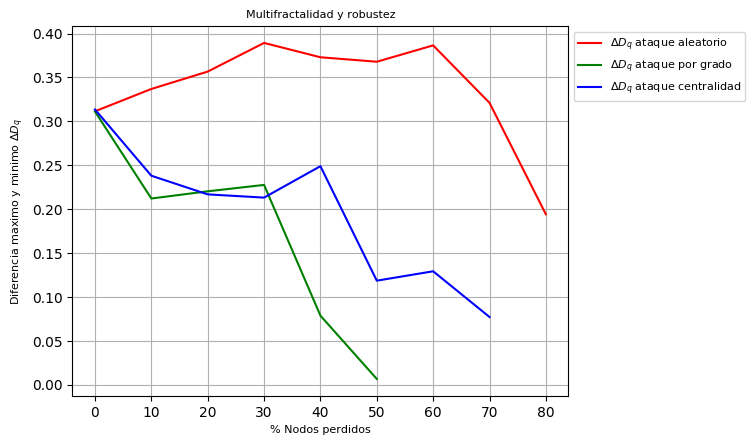 Multifractalidad y robustez
0.40
0.35
0.30
0.25
0.20
0.15
0.10
0.05
0.00
Diferencia maximo y minimo ΔD_q
0 10 20 30 40 50 60 70 80
% Nodos perdidos
ΔD_q ataque aleatorio
ΔD_q ataque por grado
ΔD_q ataque centralidad